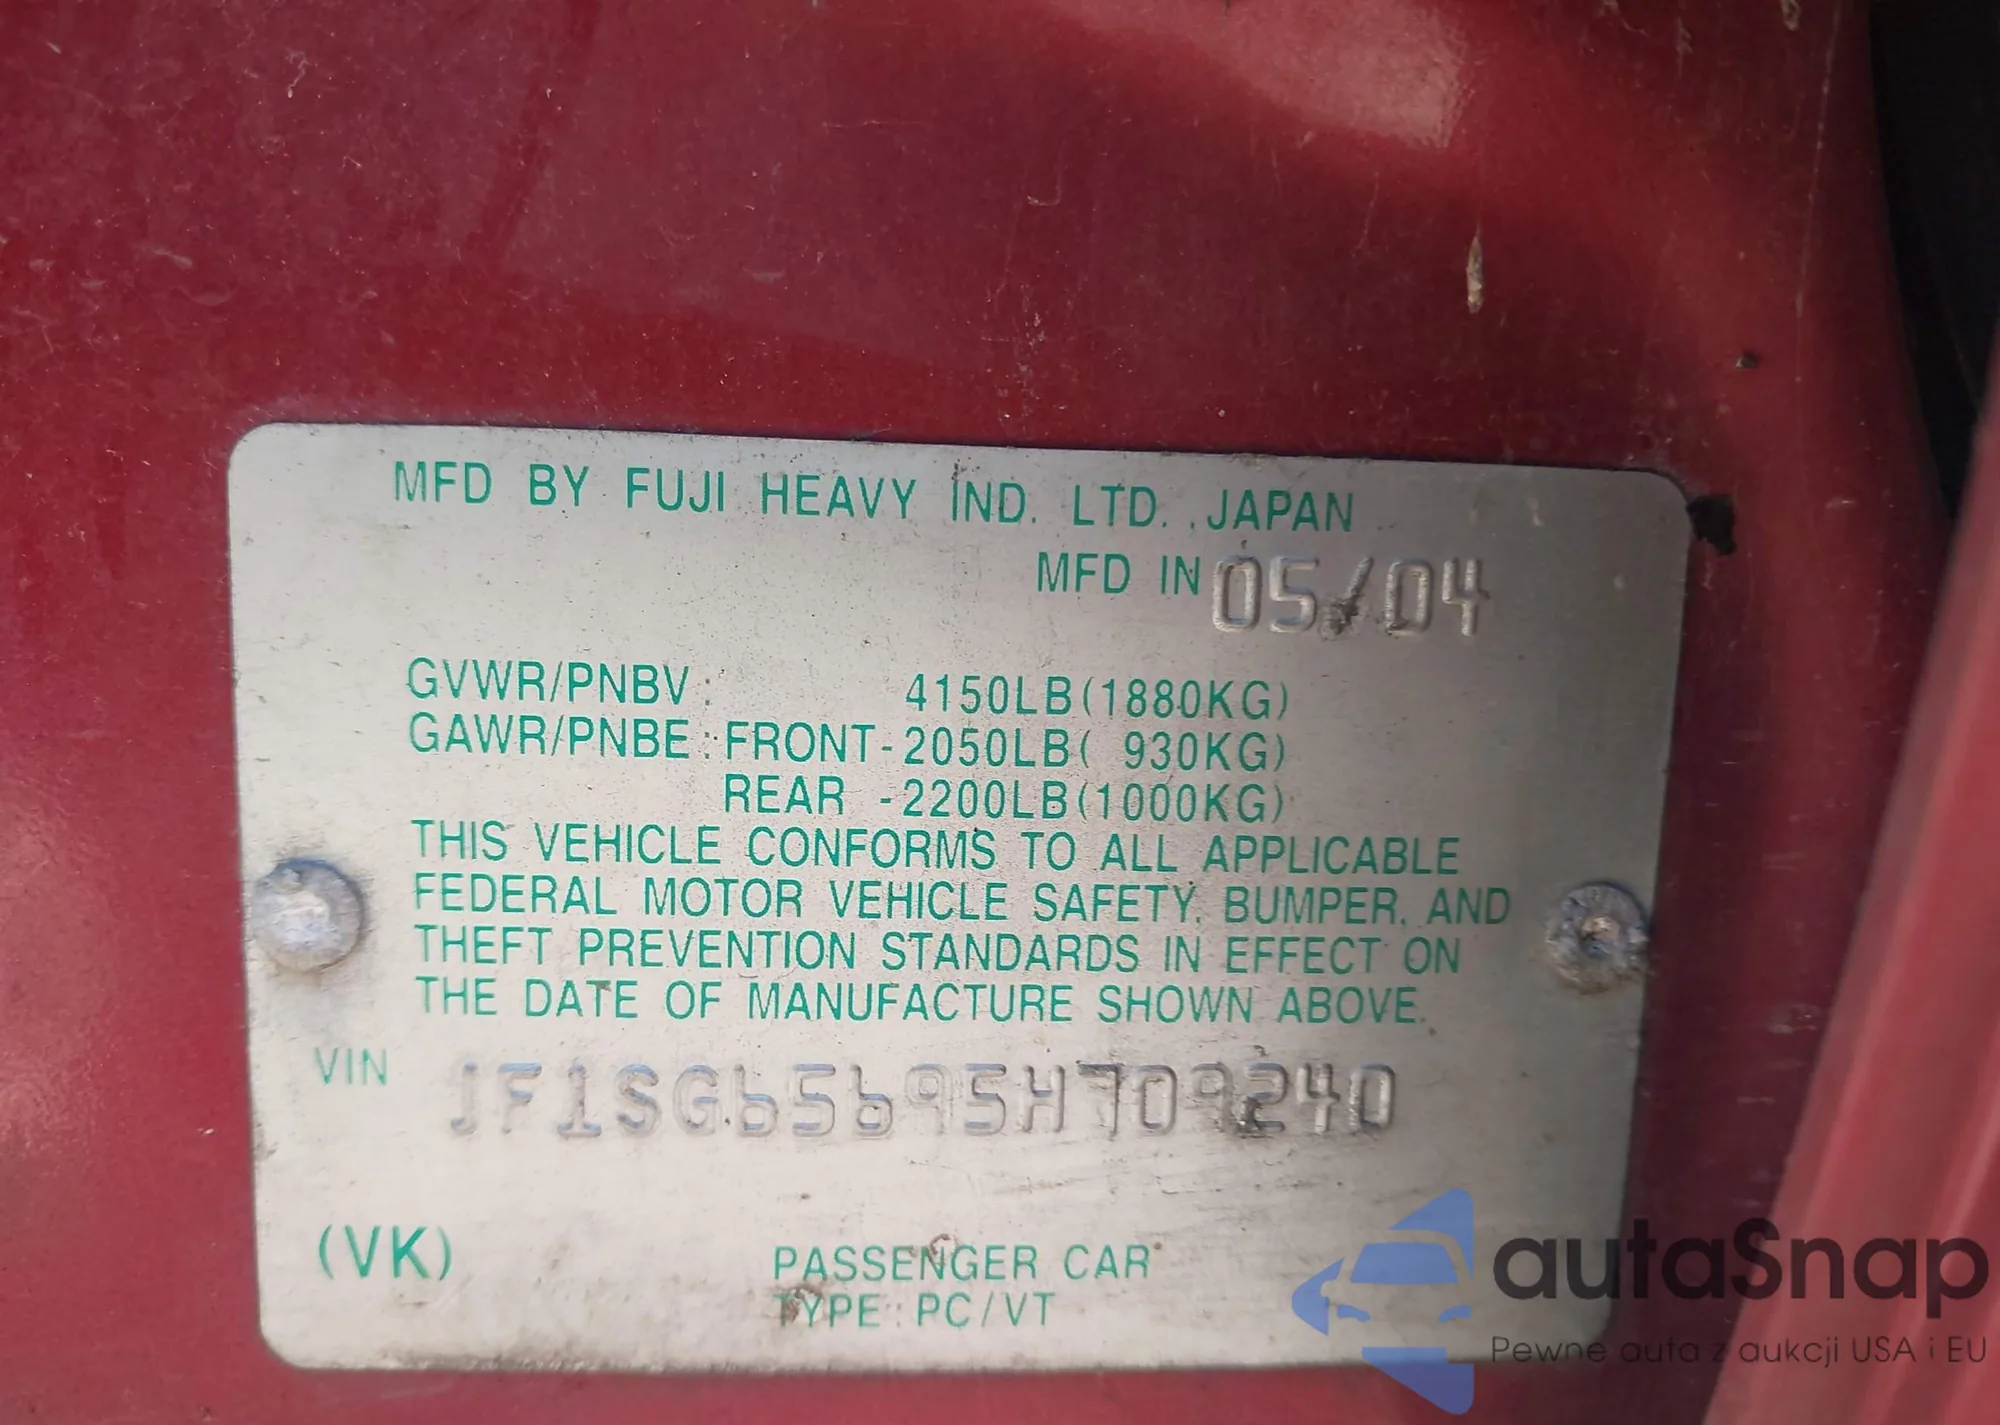 MFD BY FUJI HEAVY IND. LTD. JAPAN
MFD IN 05/04
GVWR/PNBV: 4150LB(1880KG)
GAWR/PNBE: FRONT-2050LB( 930KG)
REAR -2200LB(1000KG)
THIS VEHICLE CONFORMS TO ALL APPLICABLE
FEDERAL MOTOR VEHICLE SAFETY, BUMPER, AND
THEFT PREVENTION STANDARDS IN EFFECT ON
THE DATE OF MANUFACTURE SHOWN ABOVE.
VIN JF1SG65695H709240
(VK) PASSENGER CAR
TYPE: PC/VT
autaSnap
Pewne auta z aukcji USA i EU